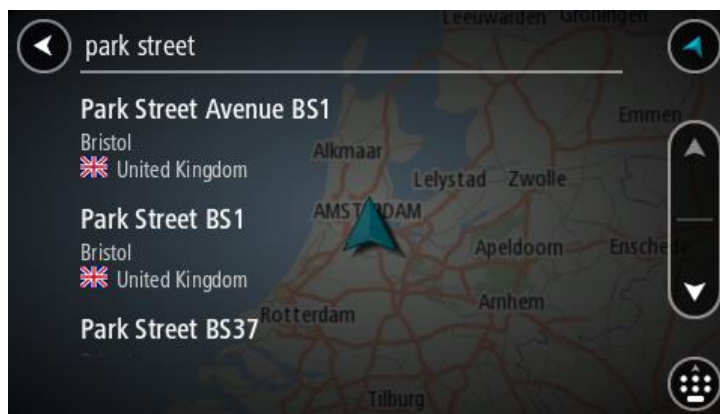 Leeuwarden Groningen
park street
Park Street Avenue BS1
Bristol
United Kingdom
Emmen
Alkmaar
Lelystad Zwolle
Park Street BS1
Bristol
United Kingdom
AMSTERDAM
Apeldoorn
Enschede
Arnhem
Rotterdam
Park Street BS37
Tilburg